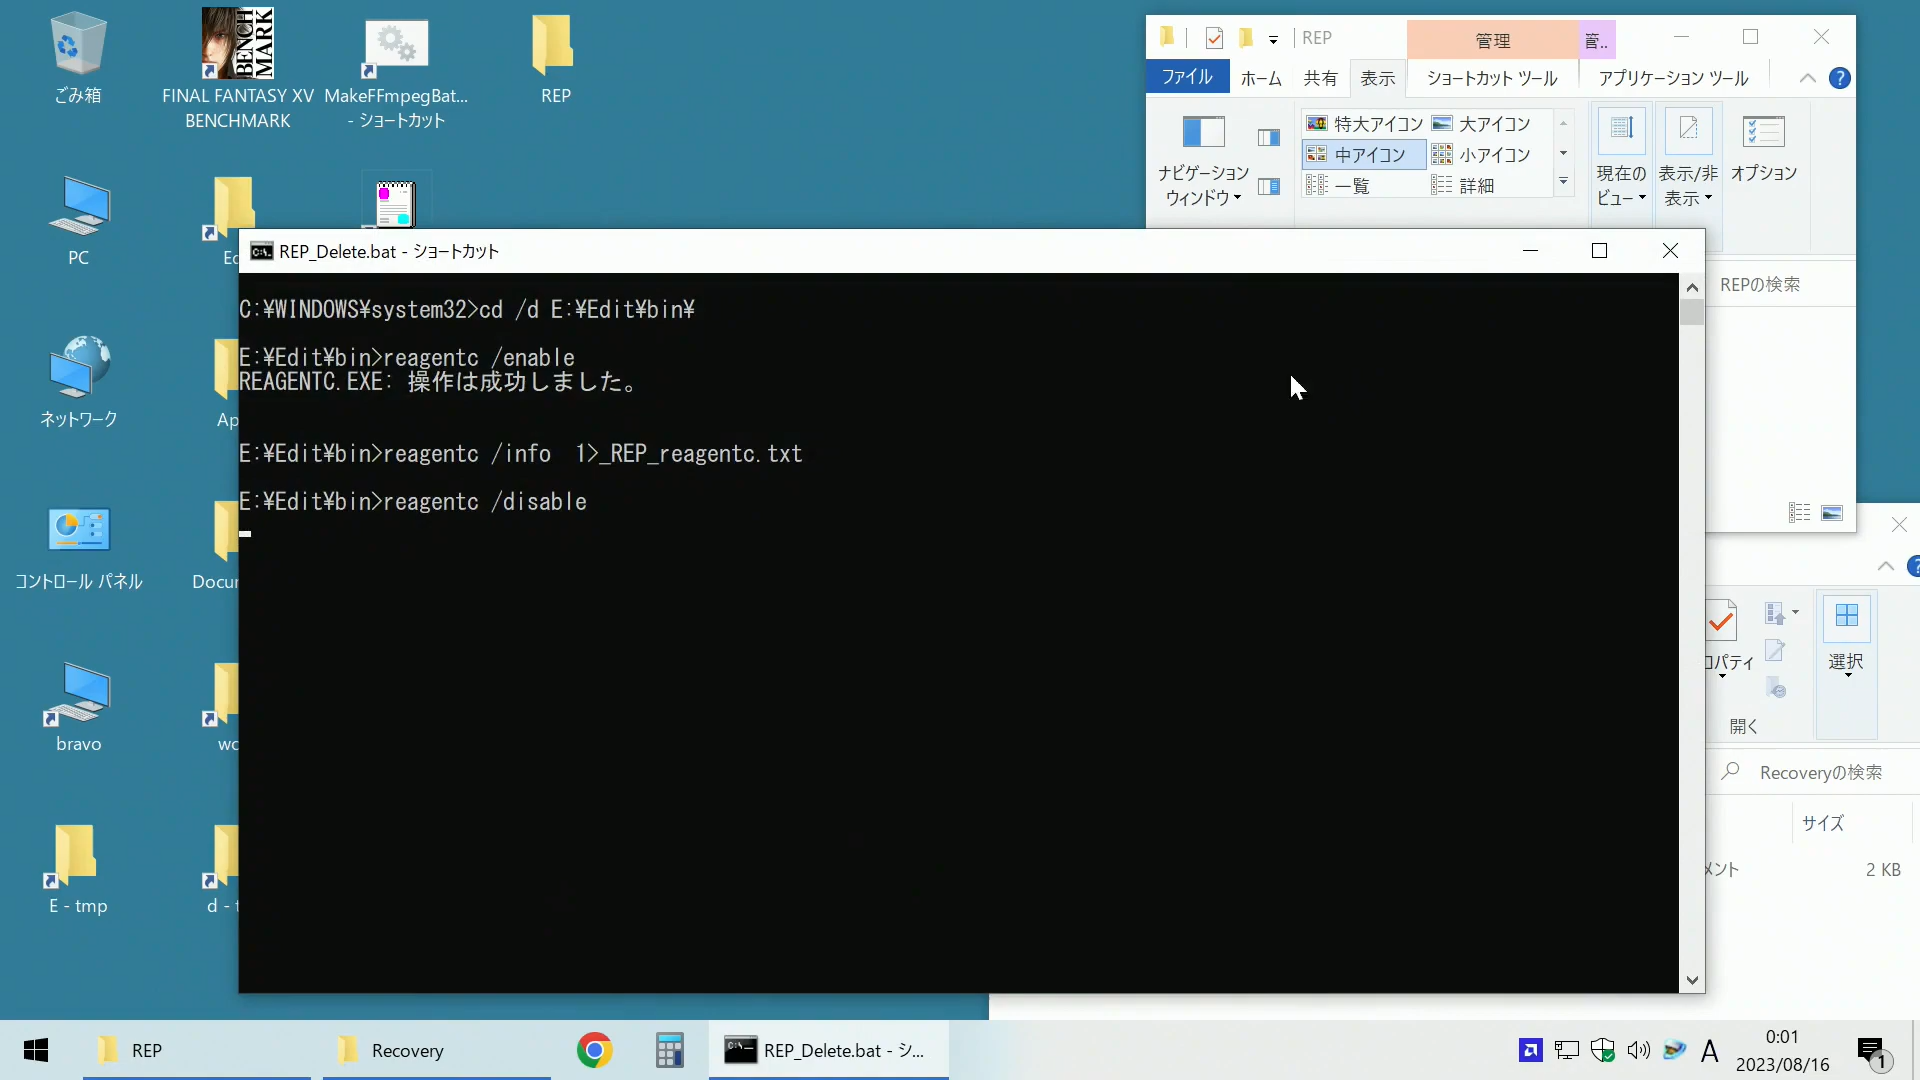 ごみ箱
FINAL FANTASY XV
BENCHMARK
BENCH
MARK
MakeFFmpegBat...
- ショートカット
REP
PC
ネットワーク
コントロール パネル
Docum
bravo
E - tmp
REP
管理
管..
ファイル
ホーム
共有
表示
ショートカット ツール
アプリケーション ツール
ナビゲーション
ウィンドウ
特大アイコン
大アイコン
中アイコン
小アイコン
一覧
詳細
現在の
ビュー
表示/非
表示
オプション
REPの検索
REP_Delete.bat - ショートカット
C:¥WINDOWS¥system32>cd /d E:¥Edit¥bin¥
E:¥Edit¥bin>reagentc /enable
REAGENTC.EXE: 操作は成功しました。
E:¥Edit¥bin>reagentc /info  1>_REP_reagentc.txt
E:¥Edit¥bin>reagentc /disable
選択
開く
Recoveryの検索
サイズ
2 KB
REP
Recovery
REP_Delete.bat - シ...
A
0:01
2023/08/16
1